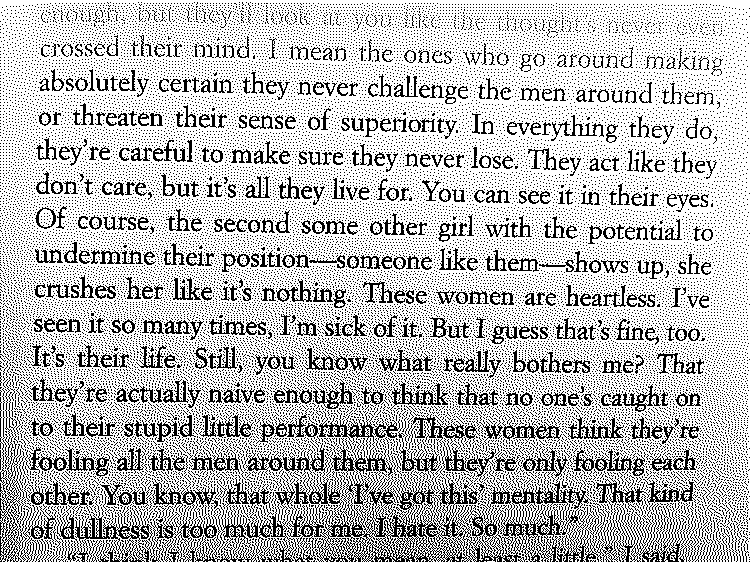 enough, but they'll look at you like the thought's never even
crossed their mind. I mean the ones who go around making
absolutely certain they never challenge the men around them,
or threaten their sense of superiority. In everything they do,
they're careful to make sure they never lose. They act like they
don't care, but it's all they live for. You can see it in their eyes.
Of course, the second some other girl with the potential to
undermine their position—someone like them—shows up, she
crushes her like it's nothing. These women are heartless. I've
seen it so many times, I'm sick of it. But I guess that's fine, too.
It's their life. Still, you know what really bothers me? That
they're actually naive enough to think that no one's caught on
to their stupid little performance. These women think they're
fooling all the men around them, but they're only fooling each
other. You know, that whole 'I've got this' mentality. That kind
of dullness is too much for me. I hate it. So much."
"I think I know what you mean, at least a little," I said.